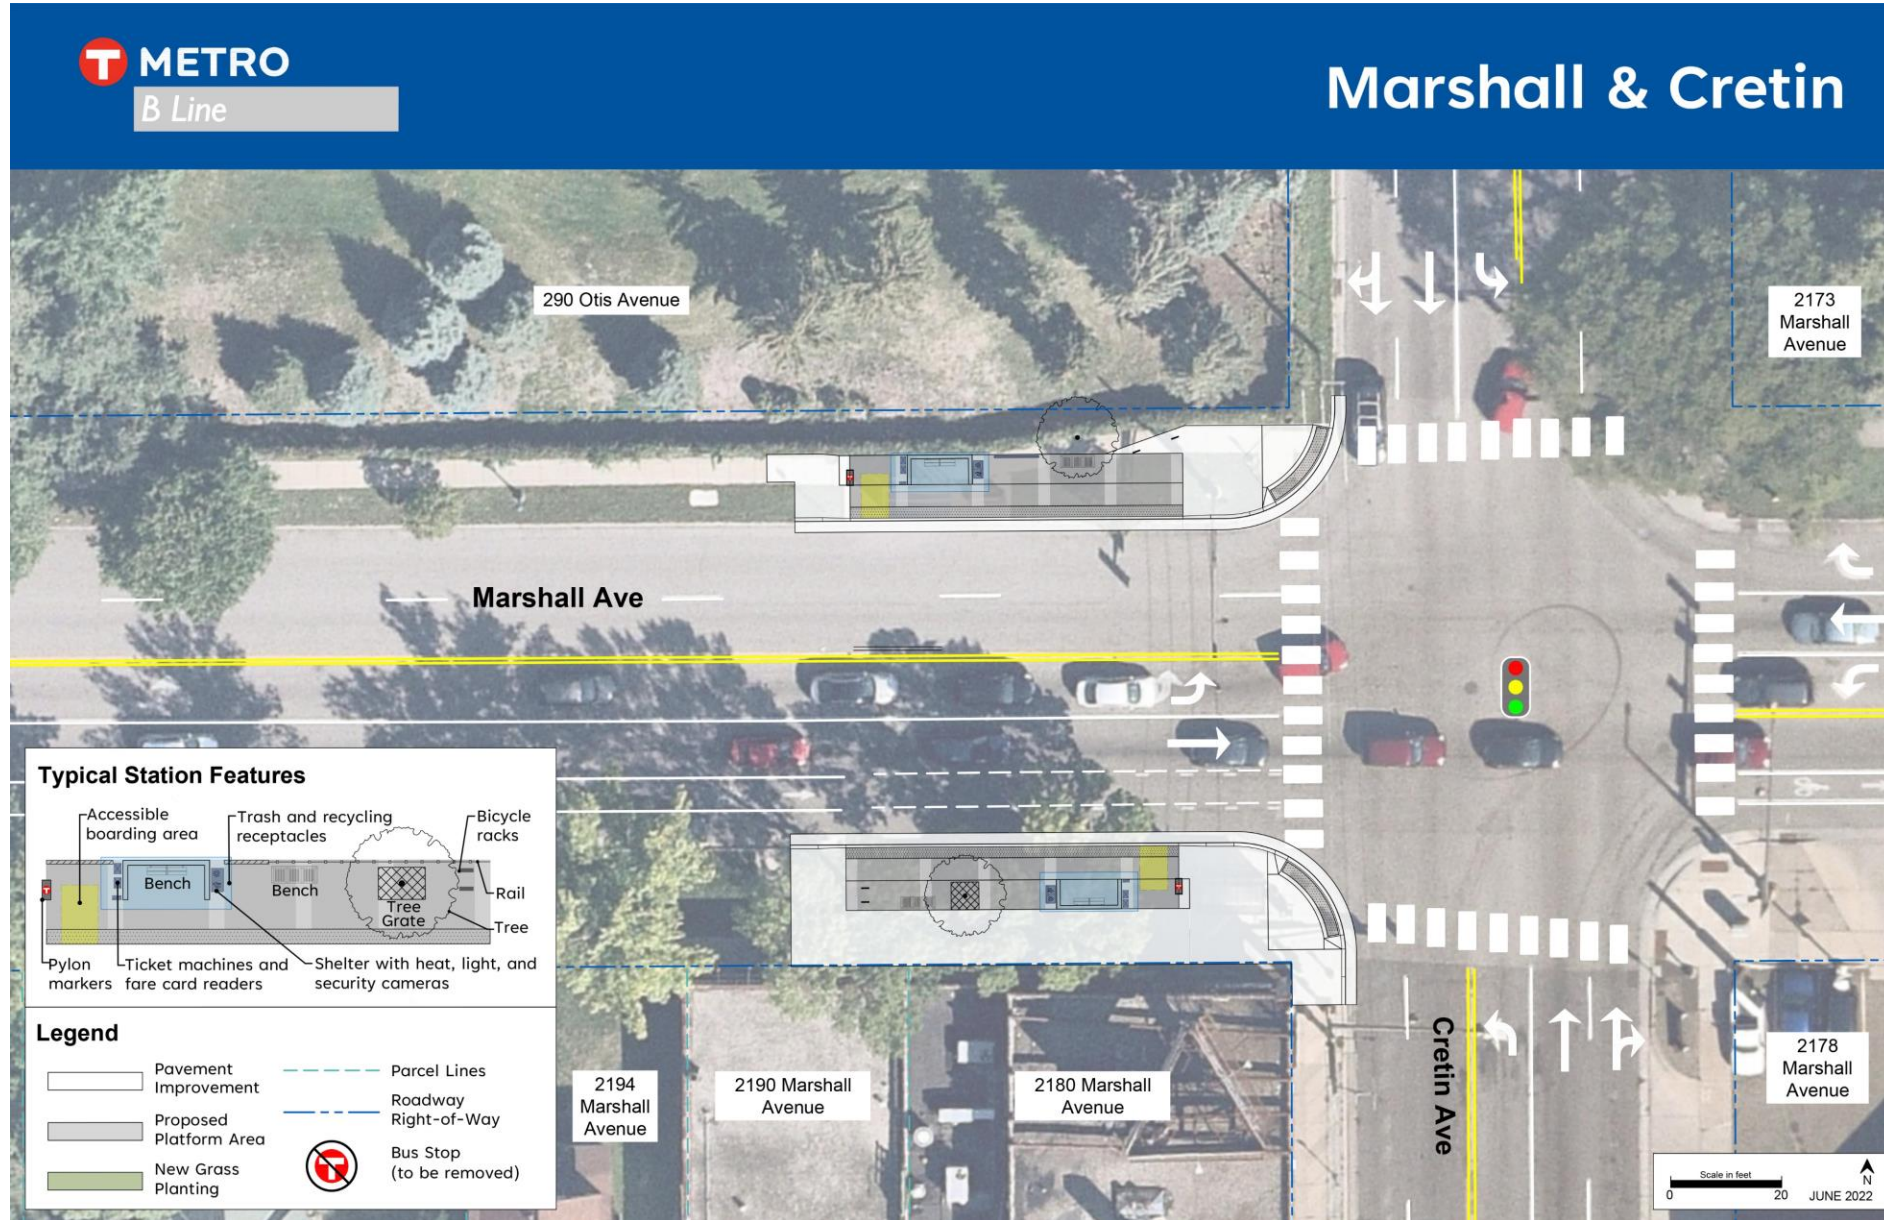 T METRO
B Line
Marshall & Cretin
290 Otis Avenue
2173
Marshall
Avenue
Marshall Ave
Typical Station Features
Accessible
boarding area
Trash and recycling
receptacles
Bicycle
racks
Bench
Bench
Tree
Grate
Rail
Tree
Pylon
markers
Ticket machines and
fare card readers
Shelter with heat, light, and
security cameras
Legend
Pavement
Improvement
Proposed
Platform Area
New Grass
Planting
Parcel Lines
Roadway
Right-of-Way
T
Bus Stop
(to be removed)
2194
Marshall
Avenue
2190 Marshall
Avenue
2180 Marshall
Avenue
Cretin Ave
2178
Marshall
Avenue
Scale in feet
0
20
N
JUNE 2022